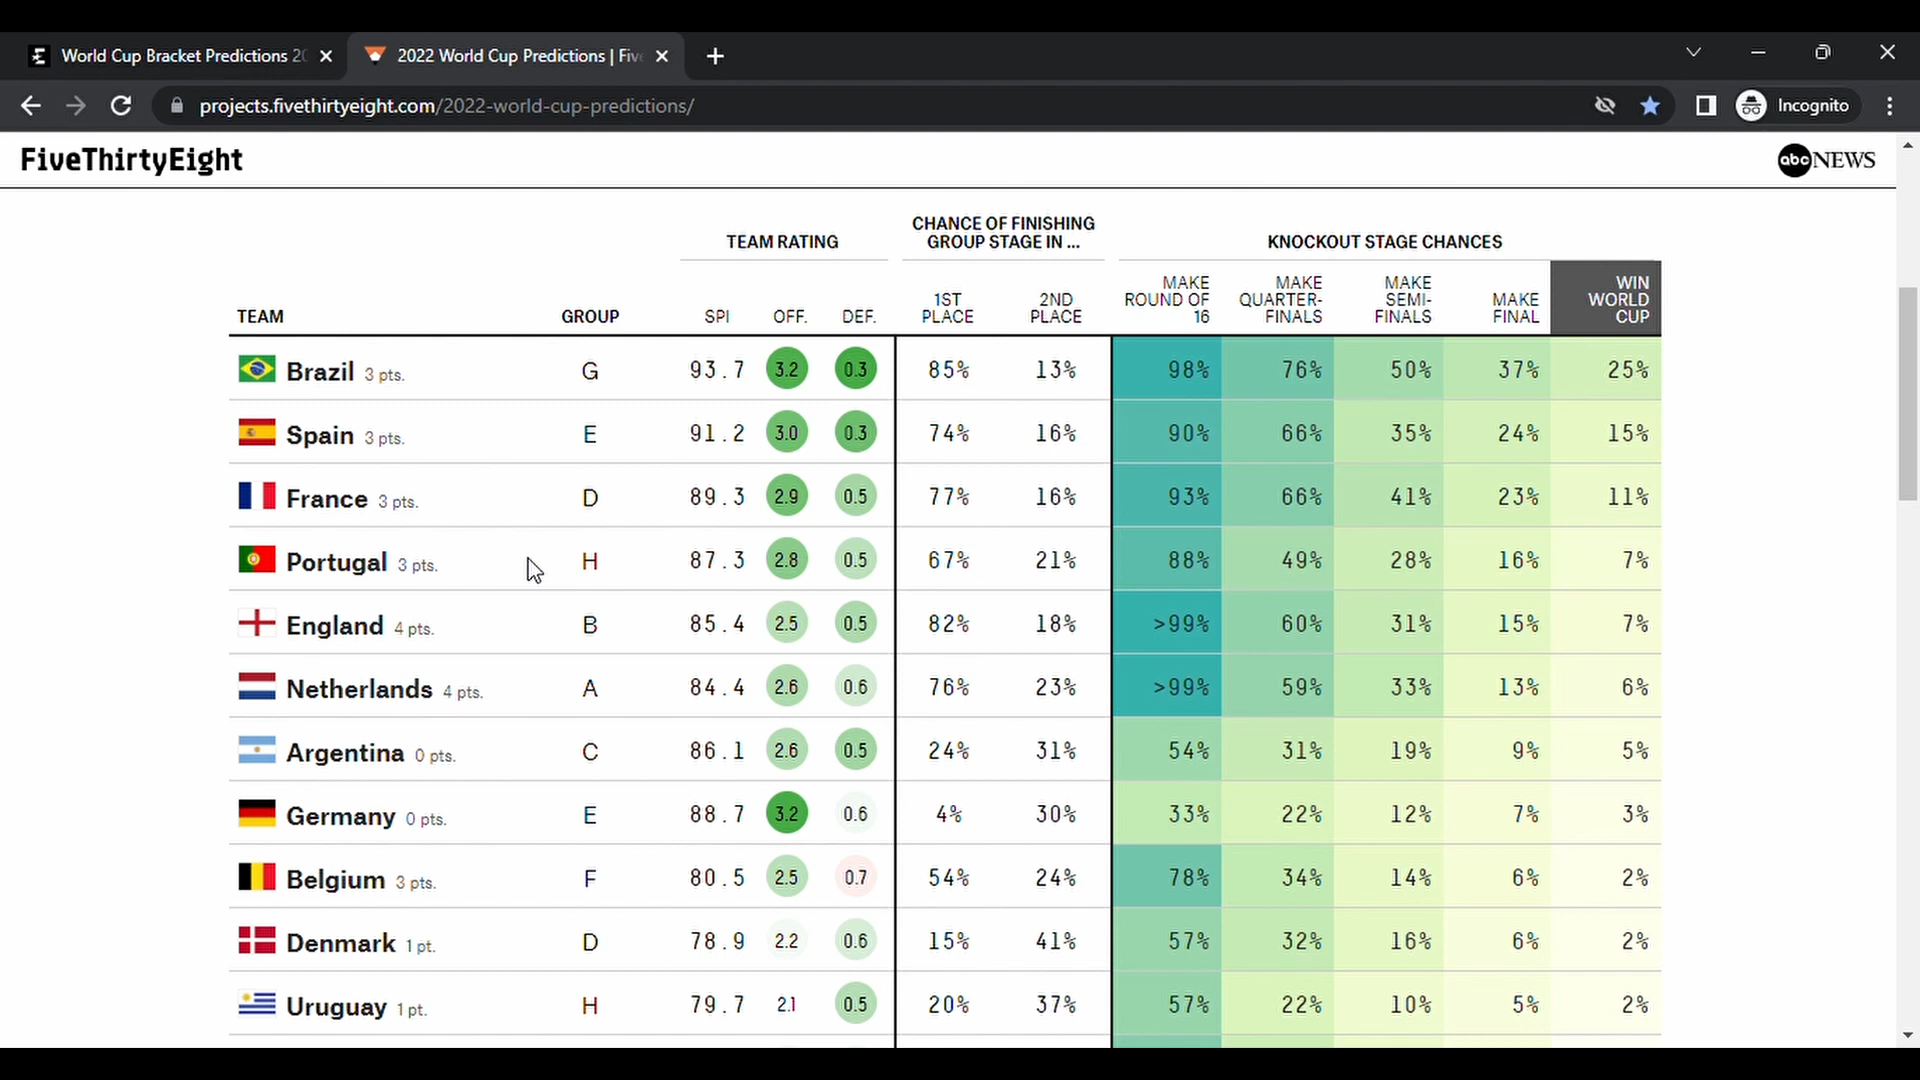 World Cup Bracket Predictions 20
2022 World Cup Predictions | Five
projects.fivethirtyeight.com/2022-world-cup-predictions/
Incognito
FiveThirtyEight
abc NEWS
TEAM RATING
CHANCE OF FINISHING
GROUP STAGE IN ...
KNOCKOUT STAGE CHANCES
TEAM GROUP SPI OFF. DEF. 1ST PLACE 2ND PLACE MAKE ROUND OF 16 MAKE QUARTER-FINALS MAKE SEMI-FINALS MAKE FINAL WIN WORLD CUP
Brazil 3 pts. G 93.7 3.2 0.3 85% 13% 98% 76% 50% 37% 25%
Spain 3 pts. E 91.2 3.0 0.3 74% 16% 90% 66% 35% 24% 15%
France 3 pts. D 89.3 2.9 0.5 77% 16% 93% 66% 41% 23% 11%
Portugal 3 pts. H 87.3 2.8 0.5 67% 21% 88% 49% 28% 16% 7%
England 4 pts. B 85.4 2.5 0.5 82% 18% >99% 60% 31% 15% 7%
Netherlands 4 pts. A 84.4 2.6 0.6 76% 23% >99% 59% 33% 13% 6%
Argentina 0 pts. C 86.1 2.6 0.5 24% 31% 54% 31% 19% 9% 5%
Germany 0 pts. E 88.7 3.2 0.6 4% 30% 33% 22% 12% 7% 3%
Belgium 3 pts. F 80.5 2.5 0.7 54% 24% 78% 34% 14% 6% 2%
Denmark 1 pt. D 78.9 2.2 0.6 15% 41% 57% 32% 16% 6% 2%
Uruguay 1 pt. H 79.7 2.1 0.5 20% 37% 57% 22% 10% 5% 2%